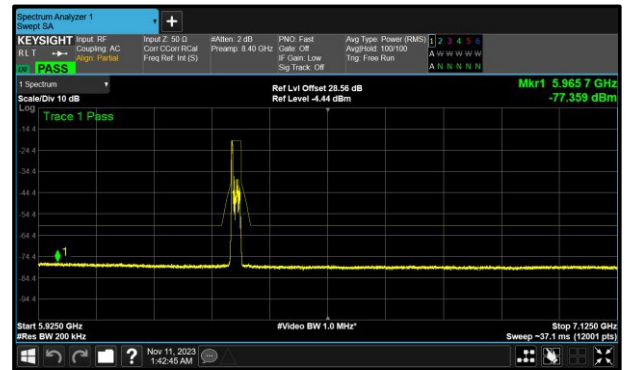 Spectrum Analyzer 1
Swept SA
+
KEYSIGHT Input: RF
RLT Coupling: AC
Align: Partial
PASS
Input Z: 50 Ω
Corr CCorr RCal
Freq Ref: Int (S)
#Atten: 2 dB
Preamp: 8.40 GHz
PNO: Fast
Gate: Off
IF Gain: Low
Sig Track: Off
Avg Type: Power (RMS)
Avg|Hold: 100/100
Trig: Free Run
1 2 3 4 5 6
A W W W W W
A N N N N N
1 Spectrum
Scale/Div 10 dB
Ref Lvl Offset 28.56 dB
Ref Level -4.44 dBm
Mkr1 5.965 7 GHz
-77.359 dBm
Log
Trace 1 Pass
-14.4
-24.4
-34.4
-44.4
-54.4
-64.4
-74.4
1
-84.4
-94.4
Start 5.9250 GHz
#Res BW 200 kHz
#Video BW 1.0 MHz*
Stop 7.1250 GHz
Sweep ~37.1 ms (12001 pts)
?
Nov 11, 2023
1:42:45 AM